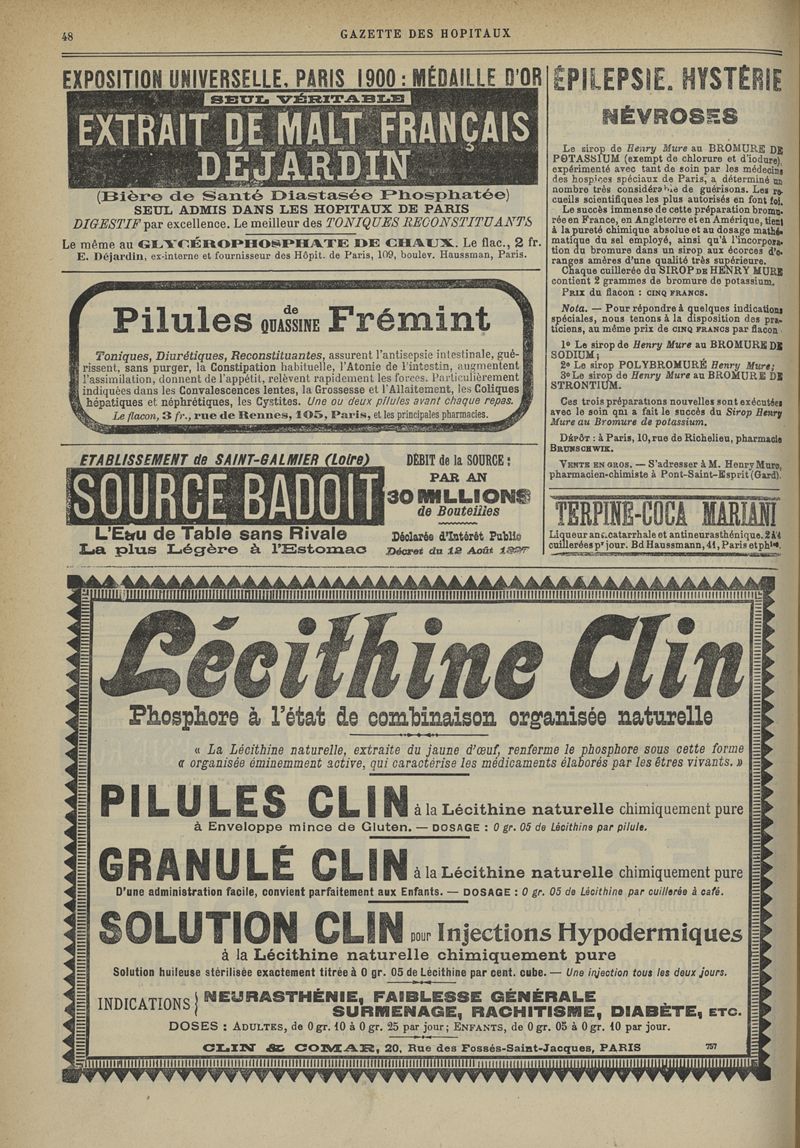 48
GAZETTE DES HOPITAUX
EXPOSITION UNIVERSELLE, PARIS 1900 : MÉDAILLE D'OR
SEUL VÉRITABLE
EXTRAIT DE MALT FRANÇAIS
DÉJARDIN
(Bière de Santé Diastasée Phosphatée)
SEUL ADMIS DANS LES HOPITAUX DE PARIS
DIGESTIF par excellence. Le meilleur des TONIQUES RECONSTITUANTS
Le même au GLYCÉROPHOSPHATE DE CHAUX. Le flac., 2 fr.
E. Déjardin, ex-interne et fournisseur des Hôpit. de Paris, 109, boulev. Haussman, Paris.
Pilules de QUASSINE Frémint
Toniques, Diurétiques, Reconstituantes, assurent l'antisepsie intestinale, gué-
rissent, sans purger, la Constipation habituelle, l'Atonie de l'intestin, augmentent
l'assimilation, donnent de l'appétit, relèvent rapidement les forces. Particulièrement
indiquées dans les Convalescences lentes, la Grossesse et l'Allaitement, les Coliques
hépatiques et néphrétiques, les Cystites. Une ou deux pilules avant chaque repas.
Le flacon, 3 fr., rue de Rennes, 105, Paris, et les principales pharmacies.
ETABLISSEMENT de SAINT-GALMIER (Loire)
SOURCE BADOIT
L'Eau de Table sans Rivale
La plus Légère à l'Estomac
DÉBIT de la SOURCE :
PAR AN
30 MILLIONS
de Bouteilles
Déclarée d'Intérêt Public
Décret du 12 Août 1897
ÉPILEPSIE. HYSTÉRIE
NÉVROSES
Le sirop de Henry Mure au BROMURE DE
POTASSIUM (exempt de chlorure et d'iodure),
expérimenté avec tant de soin par les médecins
des hospices spéciaux de Paris, a déterminé un
nombre très considérable de guérisons. Les re-
cueils scientifiques les plus autorisés en font foi.
Le succès immense de cette préparation bromu-
rée en France, en Angleterre et en Amérique, tient
à la pureté chimique absolue et au dosage mathé-
matique du sel employé, ainsi qu'à l'incorpora-
tion du bromure dans un sirop aux écorces d'o-
ranges amères d'une qualité très supérieure.
Chaque cuillerée du SIROP DE HENRY MURE
contient 2 grammes de bromure de potassium.
PRIX du flacon : CINQ FRANCS.
Nota. — Pour répondre à quelques indications
spéciales, nous tenons à la disposition des pra-
ticiens, au même prix de CINQ FRANCS par flacon
1º Le sirop de Henry Mure au BROMURE DE
SODIUM ;
2º Le sirop POLYBROMURÉ Henry Mure;
3º Le sirop de Henry Mure au BROMURE DE
STRONTIUM.
Ces trois préparations nouvelles sont exécutées
avec le soin qui a fait le succès du Sirop Henry
Mure au Bromure de potassium.
DÉPÔT : à Paris, 10, rue de Richelieu, pharmacie
BRUNSCHWIK.
VENTE EN GROS. — S'adresser à M. Henry Mure,
pharmacien-chimiste à Pont-Saint-Esprit (Gard).
TERPINE-COCA MARIANI
Liqueur anticatarrhale et antineurasthénique. 2 à 4
cuillerées pr jour. Bd Haussmann, 41, Paris et phies.
Lécithine Clin
Phosphore à l'état de combinaison organisée naturelle
« La Lécithine naturelle, extraite du jaune d'œuf, renferme le phosphore sous cette forme
« organisée éminemment active, qui caractérise les médicaments élaborés par les êtres vivants. »
PILULES CLIN à la Lécithine naturelle chimiquement pure
à Enveloppe mince de Gluten. — DOSAGE : 0 gr. 05 de Lécithine par pilule.
GRANULÉ CLIN à la Lécithine naturelle chimiquement pure
D'une administration facile, convient parfaitement aux Enfants. — DOSAGE : 0 gr. 05 de Lécithine par cuillerée à café.
SOLUTION CLIN pour Injections Hypodermiques
à la Lécithine naturelle chimiquement pure
Solution huileuse stérilisée exactement titrée à 0 gr. 05 de Lécithine par cent. cube. — Une injection tous les deux jours.
INDICATIONS } NEURASTHÉNIE, FAIBLESSE GÉNÉRALE
SURMENAGE, RACHITISME, DIABÈTE, ETC.
DOSES : ADULTES, de 0 gr. 10 à 0 gr. 25 par jour ; ENFANTS, de 0 gr. 05 à 0 gr. 10 par jour.
CLIN & COMAR, 20, Rue des Fossés-Saint-Jacques, PARIS 757